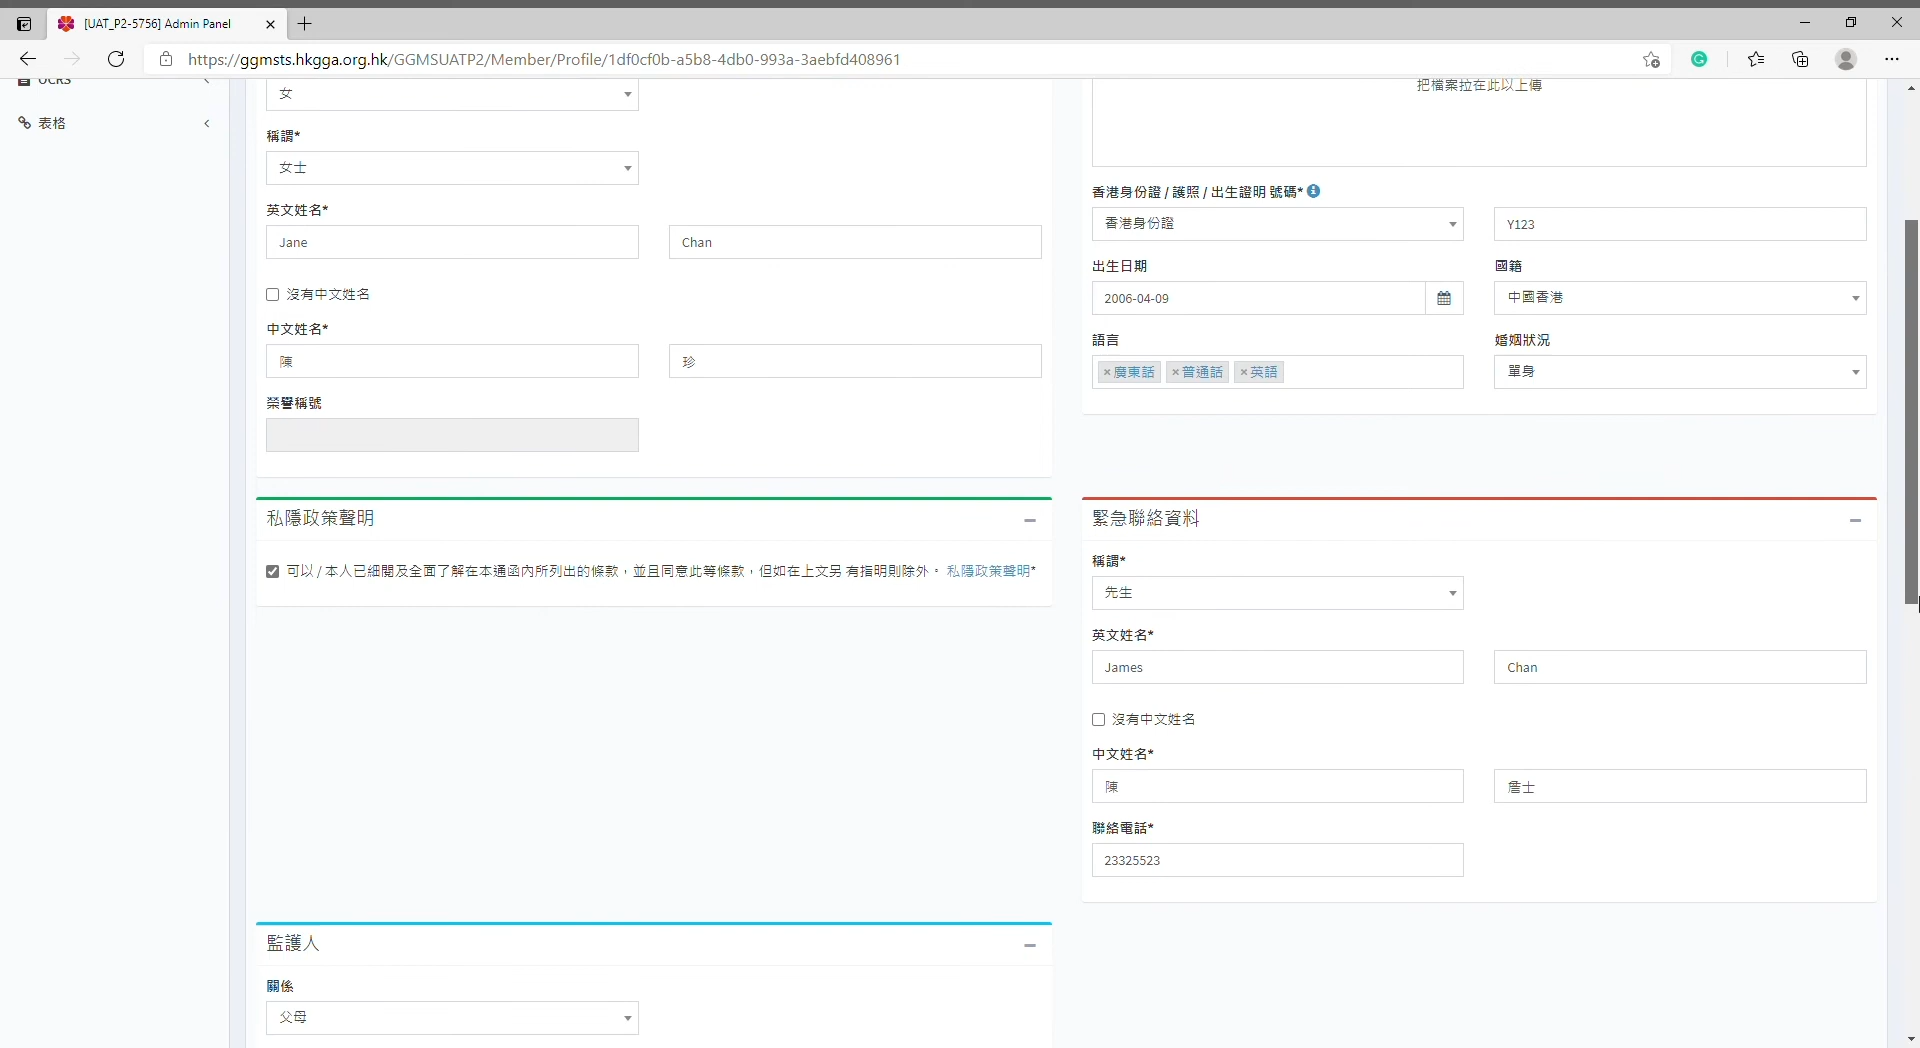 [UAT_P2-5756] Admin Panel
https://ggmsts.hkgga.org.hk/GGMSUATP2/Member/Profile/1df0cf0b-a5b8-4db0-993a-3aebfd408961
UCRS
表格
女
稱謂*
女士
英文姓名*
Jane Chan
沒有中文姓名
中文姓名*
陳 珍
榮譽稱號
把檔案拉在此以上傳
香港身份證 / 護照 / 出生證明 號碼*
香港身份證 Y123
出生日期 國籍
2006-04-09 中國香港
語言 婚姻狀況
×廣東話 ×普通話 ×英語 單身
私隱政策聲明
可以 / 本人已細閱及全面了解在本通函內所列出的條款，並且同意此等條款，但如在上文另 有指明則除外。 私隱政策聲明*
緊急聯絡資料
稱謂*
先生
英文姓名*
James Chan
沒有中文姓名
中文姓名*
陳 詹士
聯絡電話*
23325523
監護人
關係
父母